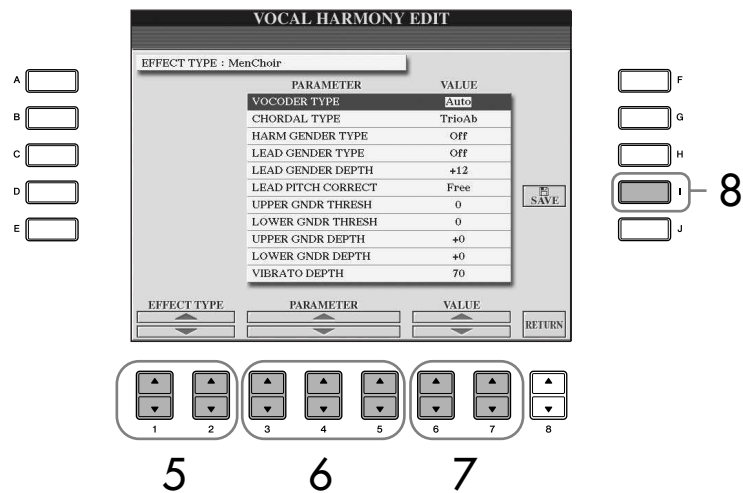 VOCAL HARMONY EDIT
EFFECT TYPE : MenChoir
PARAMETER VALUE
VOCODER TYPE Auto
CHORDAL TYPE TrioAb
HARM GENDER TYPE Off
LEAD GENDER TYPE Off
LEAD GENDER DEPTH +12
LEAD PITCH CORRECT Free
UPPER GNDR THRESH 0
LOWER GNDR THRESH 0
UPPER GNDR DEPTH +0
LOWER GNDR DEPTH +0
VIBRATO DEPTH 70
SAVE
EFFECT TYPE PARAMETER VALUE
RETURN
A
B
C
D
E
F
G
H
I 8
J
1 2 3 4 5 6 7 8
5 6 7